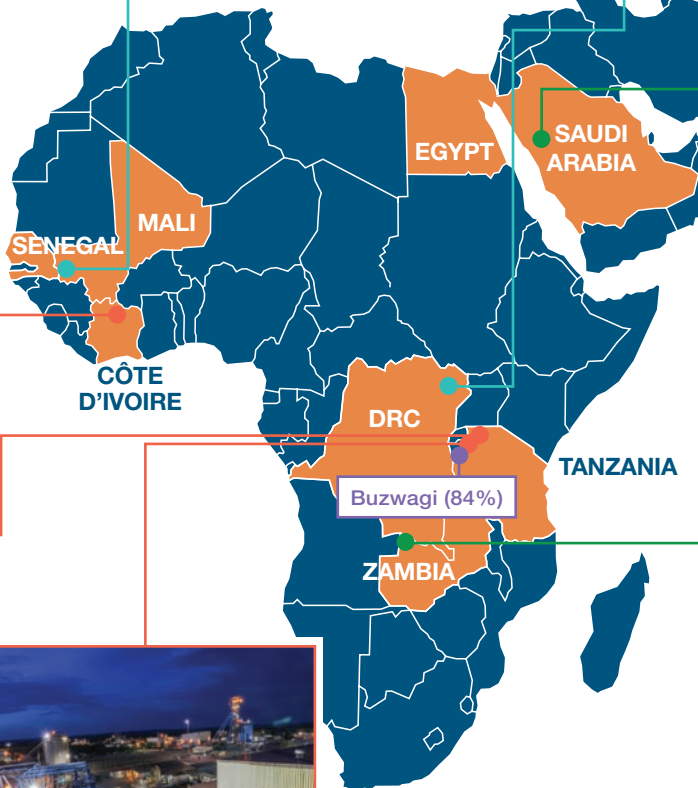 EGYPT
SAUDI
ARABIA
MALI
SENEGAL
CÔTE
D'IVOIRE
DRC
TANZANIA
Buzwagi (84%)
ZAMBIA